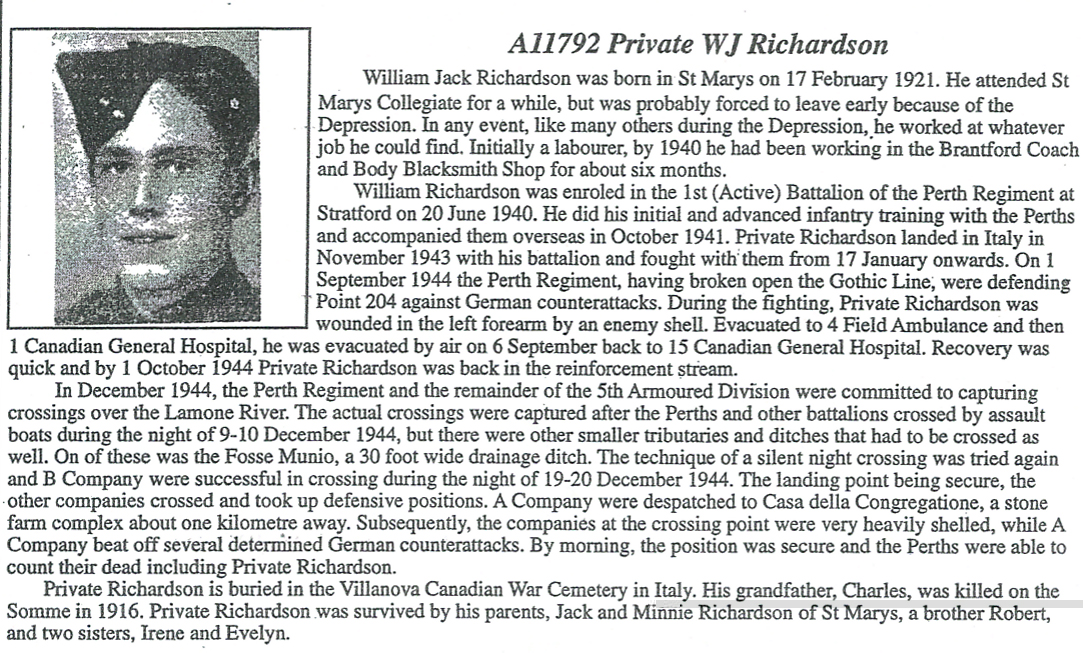 A11792 Private WJ Richardson
William Jack Richardson was born in St Marys on 17 February 1921. He attended St
Marys Collegiate for a while, but was probably forced to leave early because of the
Depression. In any event, like many others during the Depression, he worked at whatever
job he could find. Initially a labourer, by 1940 he had been working in the Brantford Coach
and Body Blacksmith Shop for about six months.
William Richardson was enroled in the 1st (Active) Battalion of the Perth Regiment at
Stratford on 20 June 1940. He did his initial and advanced infantry training with the Perths
and accompanied them overseas in October 1941. Private Richardson landed in Italy in
November 1943 with his battalion and fought with them from 17 January onwards. On 1
September 1944 the Perth Regiment, having broken open the Gothic Line, were defending
Point 204 against German counterattacks. During the fighting, Private Richardson was
wounded in the left forearm by an enemy shell. Evacuated to 4 Field Ambulance and then
1 Canadian General Hospital, he was evacuated by air on 6 September back to 15 Canadian General Hospital. Recovery was
quick and by 1 October 1944 Private Richardson was back in the reinforcement stream.
In December 1944, the Perth Regiment and the remainder of the 5th Armoured Division were committed to capturing
crossings over the Lamone River. The actual crossings were captured after the Perths and other battalions crossed by assault
boats during the night of 9-10 December 1944, but there were other smaller tributaries and ditches that had to be crossed as
well. On of these was the Fosse Munio, a 30 foot wide drainage ditch. The technique of a silent night crossing was tried again
and B Company were successful in crossing during the night of 19-20 December 1944. The landing point being secure, the
other companies crossed and took up defensive positions. A Company were despatched to Casa della Congregatione, a stone
farm complex about one kilometre away. Subsequently, the companies at the crossing point were very heavily shelled, while A
Company beat off several determined German counterattacks. By morning, the position was secure and the Perths were able to
count their dead including Private Richardson.
Private Richardson is buried in the Villanova Canadian War Cemetery in Italy. His grandfather, Charles, was killed on the
Somme in 1916. Private Richardson was survived by his parents, Jack and Minnie Richardson of St Marys, a brother Robert,
and two sisters, Irene and Evelyn.